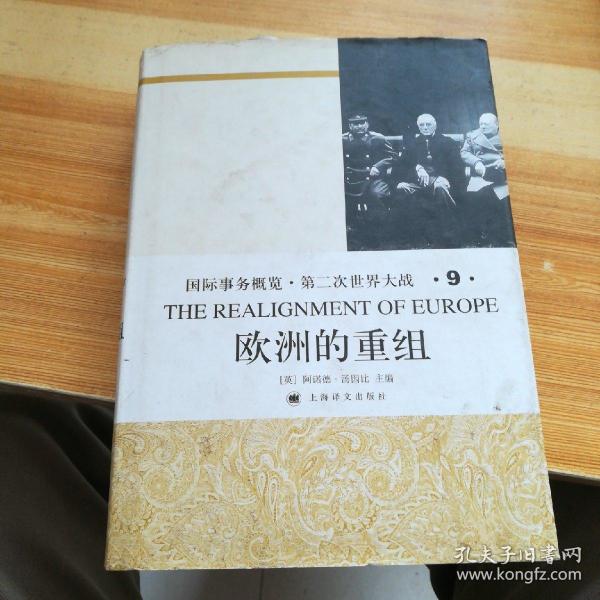 国际事务概览·第二次世界大战 ·9·
THE REALIGNMENT OF EUROPE
欧洲的重组
[英] 阿诺德·汤因比 主编
上海译文出版社
孔夫子旧书网
www.kongfz.com